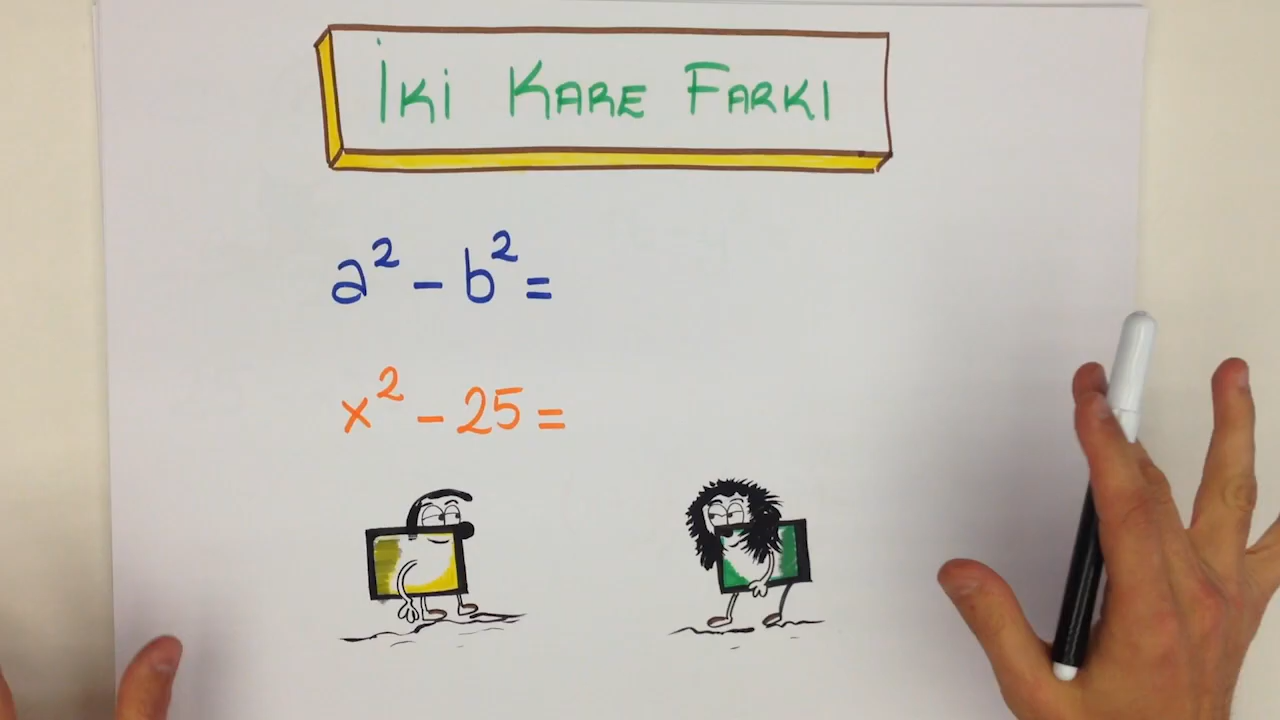 İKİ KARE FARKI
a² - b² =
x² - 25 =